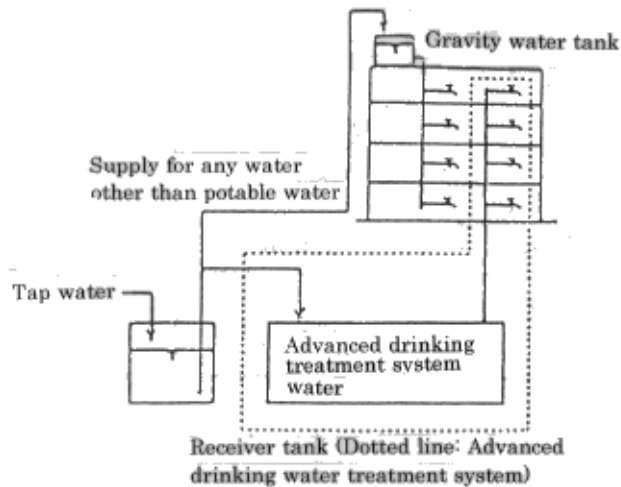 Gravity water tank
Supply for any water
other than potable water
Tap water
Advanced drinking
treatment system
water
Receiver tank (Dotted line: Advanced
drinking water treatment system)